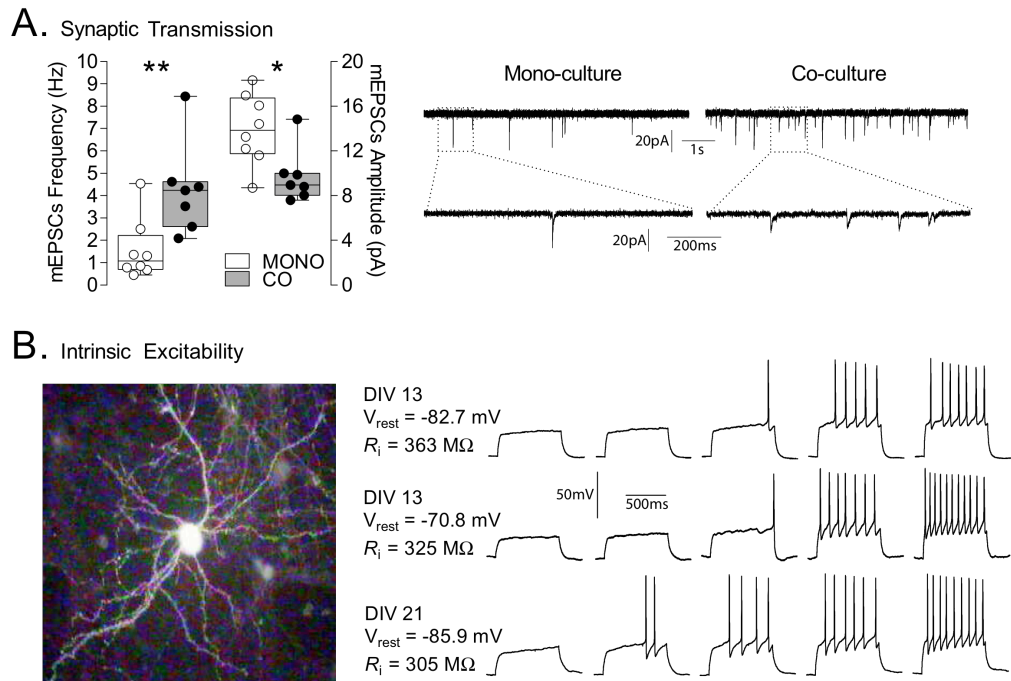 A. Synaptic Transmission
mEPSCs Frequency (Hz)
10
9
8
7
6
5
4
3
2
1
0
**
*
20
16
12
8
4
0
mEPSCs Amplitude (pA)
MONO
CO
Mono-culture
Co-culture
20pA
1s
20pA
200ms
B. Intrinsic Excitability
DIV 13
Vrest = -82.7 mV
Ri = 363 MΩ
50mV
500ms
DIV 13
Vrest = -70.8 mV
Ri = 325 MΩ
DIV 21
Vrest = -85.9 mV
Ri = 305 MΩ